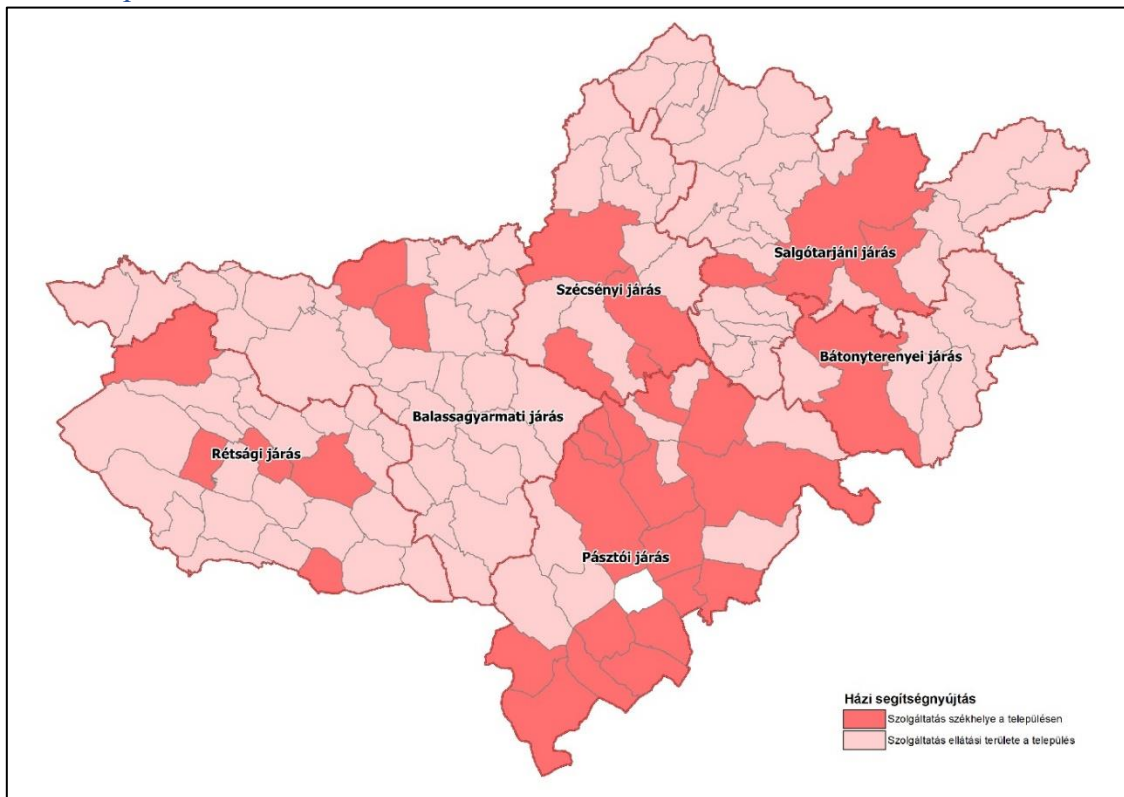 Salgótarjáni járás
Szécsényi járás
Bátonyterenyei járás
Balassagyarmati járás
Rétsági járás
Pásztói járás
Házi segítségnyújtás
Szolgáltatás székhelye a településen
Szolgáltatás ellátási területe a település